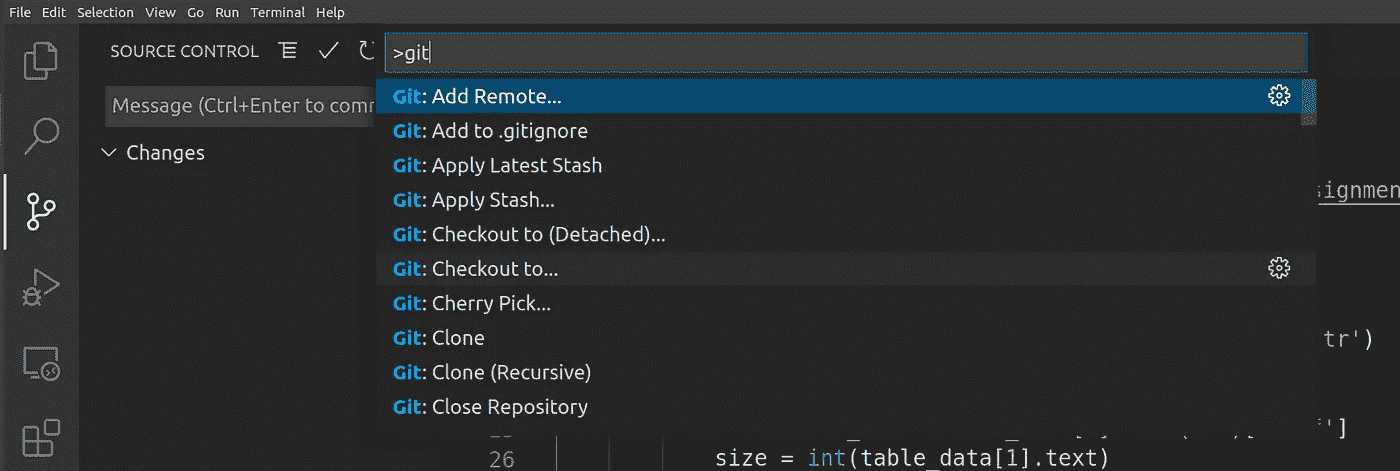 File Edit Selection View Go Run Terminal Help
SOURCE CONTROL
>git
Message (Ctrl+Enter to comm
Changes
Git: Add Remote...
Git: Add to .gitignore
Git: Apply Latest Stash
Git: Apply Stash...
Git: Checkout to (Detached)...
Git: Checkout to...
Git: Cherry Pick...
Git: Clone
Git: Clone (Recursive)
Git: Close Repository
signmen
tr')
']
26 size = int(table_data[1].text)